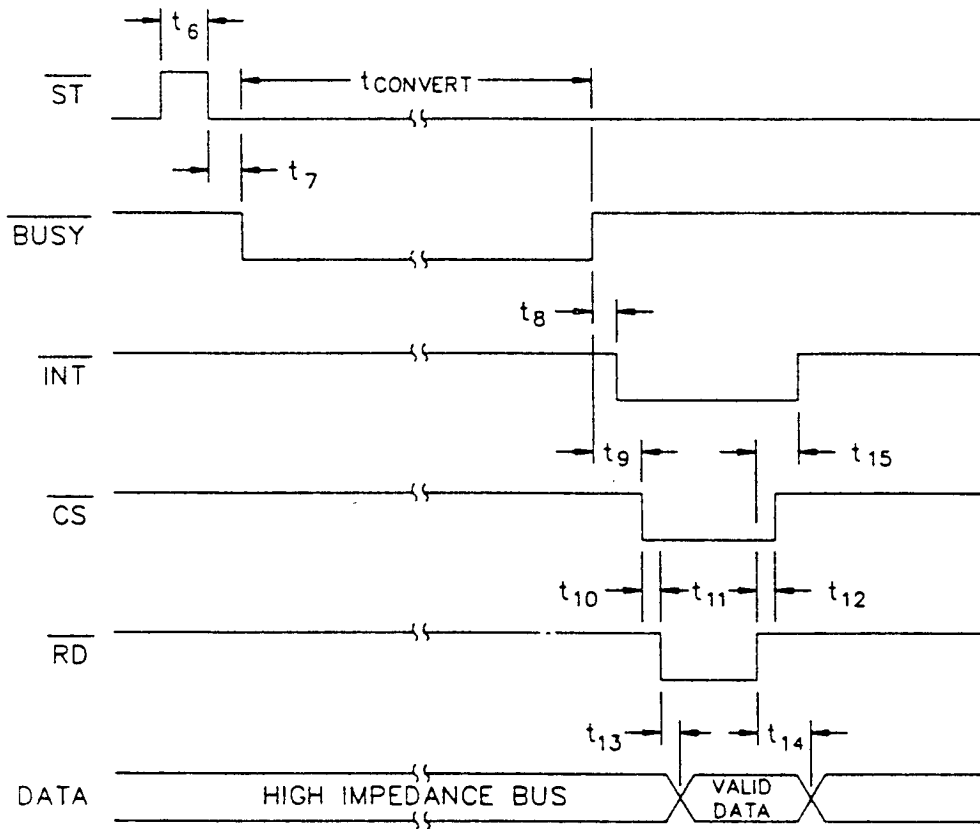 t6
ST
tCONVERT
t7
BUSY
t8
INT
t9
t15
CS
t10
t11
t12
RD
t13
t14
DATA
HIGH IMPEDANCE BUS
VALID
DATA